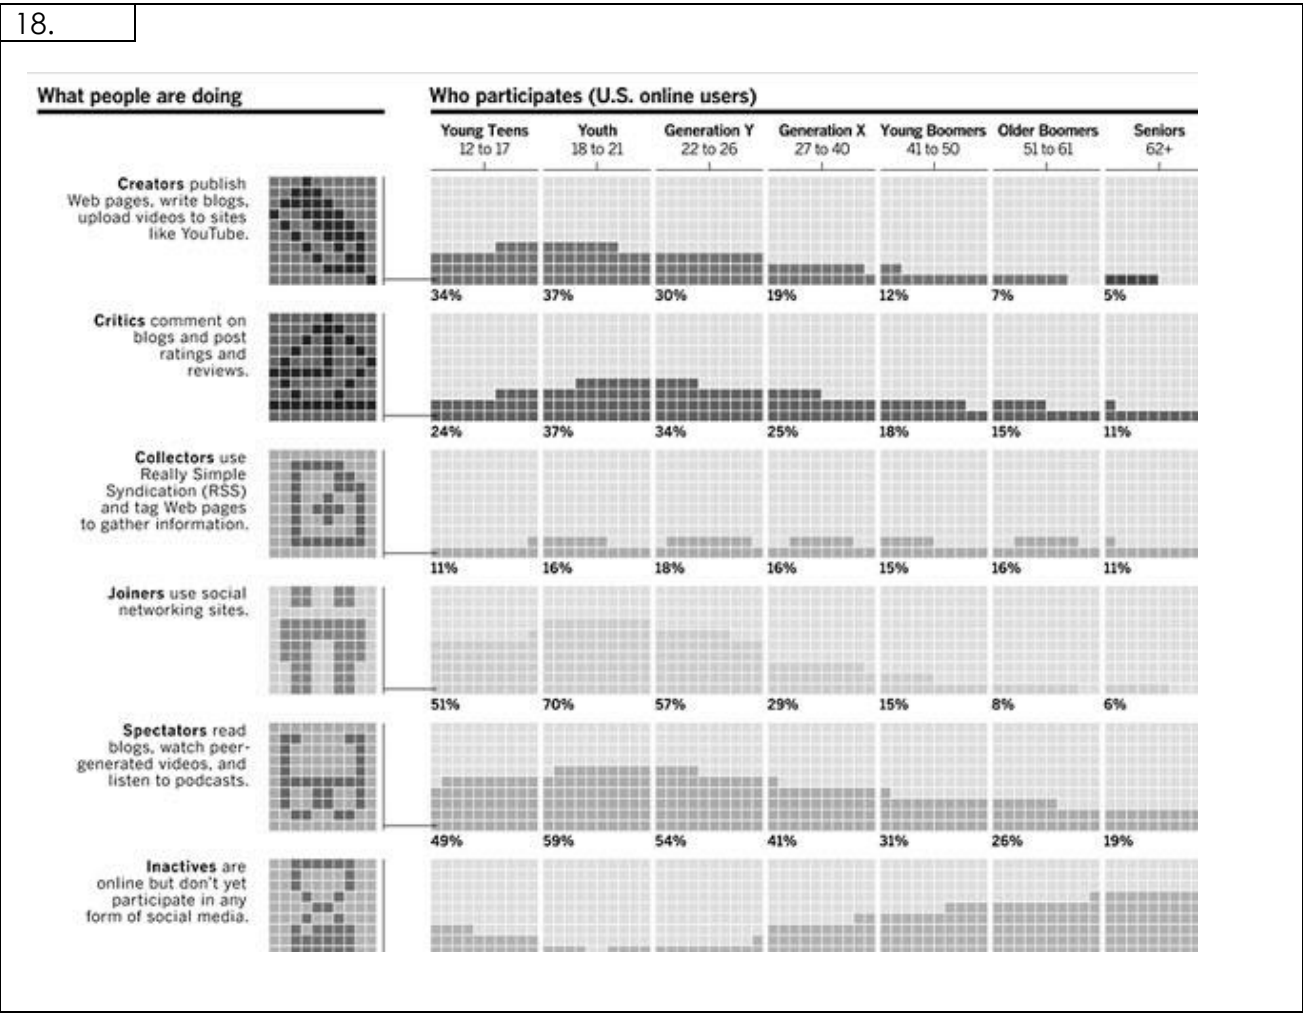 18.
What people are doing
Who participates (U.S. online users)
Young Teens Youth Generation Y Generation X Young Boomers Older Boomers Seniors
12 to 17 18 to 21 22 to 26 27 to 40 41 to 50 51 to 61 62+
Creators publish
Web pages, write blogs,
upload videos to sites
like YouTube.
34% 37% 30% 19% 12% 7% 5%
Critics comment on
blogs and post
ratings and
reviews.
24% 37% 34% 25% 18% 15% 11%
Collectors use
Really Simple
Syndication (RSS)
and tag Web pages
to gather information.
11% 16% 18% 16% 15% 16% 11%
Joiners use social
networking sites.
51% 70% 57% 29% 15% 8% 6%
Spectators read
blogs, watch peer-
generated videos, and
listen to podcasts.
49% 59% 54% 41% 31% 26% 19%
Inactives are
online but don't yet
participate in any
form of social media.